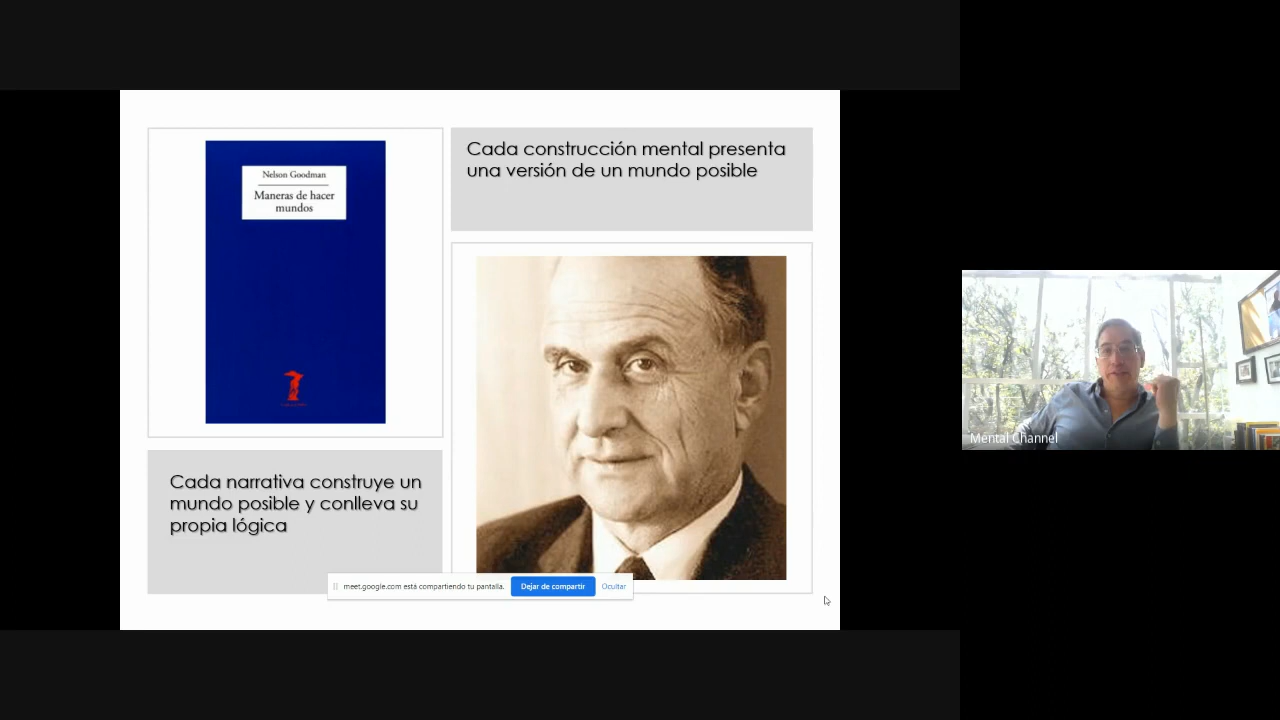 Nelson Goodman
Maneras de hacer
mundos
Cada construcción mental presenta
una versión de un mundo posible
Cada narrativa construye un
mundo posible y conlleva su
propia lógica
meet.google.com está compartiendo tu pantalla.
Dejar de compartir
Ocultar
Mental Channel